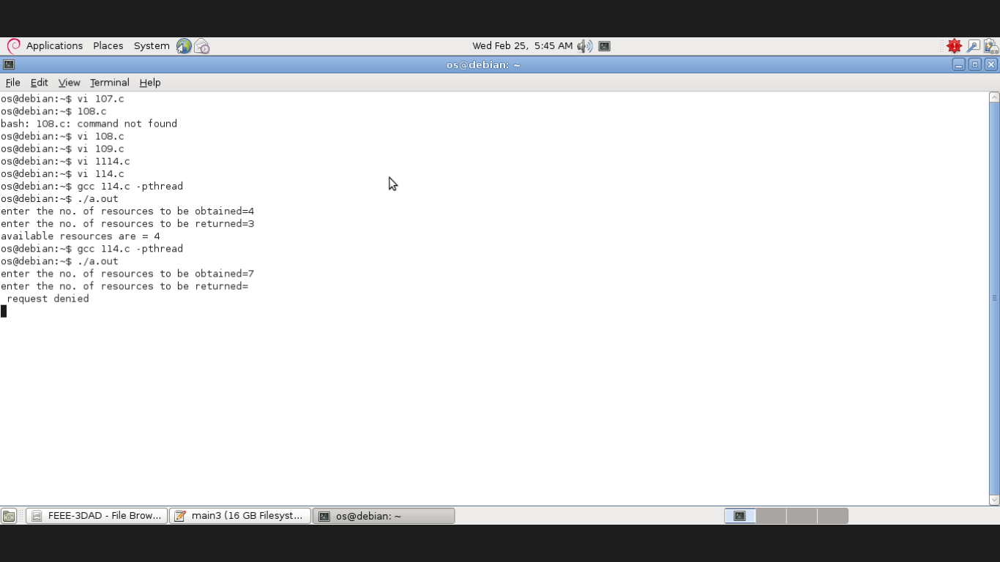 Applications Places System Wed Feb 25, 5:45 AM
os@debian: ~
File Edit View Terminal Help
os@debian:~$ vi 107.c
os@debian:~$ 108.c
bash: 108.c: command not found
os@debian:~$ vi 108.c
os@debian:~$ vi 109.c
os@debian:~$ vi 1114.c
os@debian:~$ vi 114.c
os@debian:~$ gcc 114.c -pthread
os@debian:~$ ./a.out
enter the no. of resources to be obtained=4
enter the no. of resources to be returned=3
available resources are = 4
os@debian:~$ gcc 114.c -pthread
os@debian:~$ ./a.out
enter the no. of resources to be obtained=7
enter the no. of resources to be returned=
 request denied
FEEE-3DAD - File Brow... main3 (16 GB Filesyst... os@debian: ~